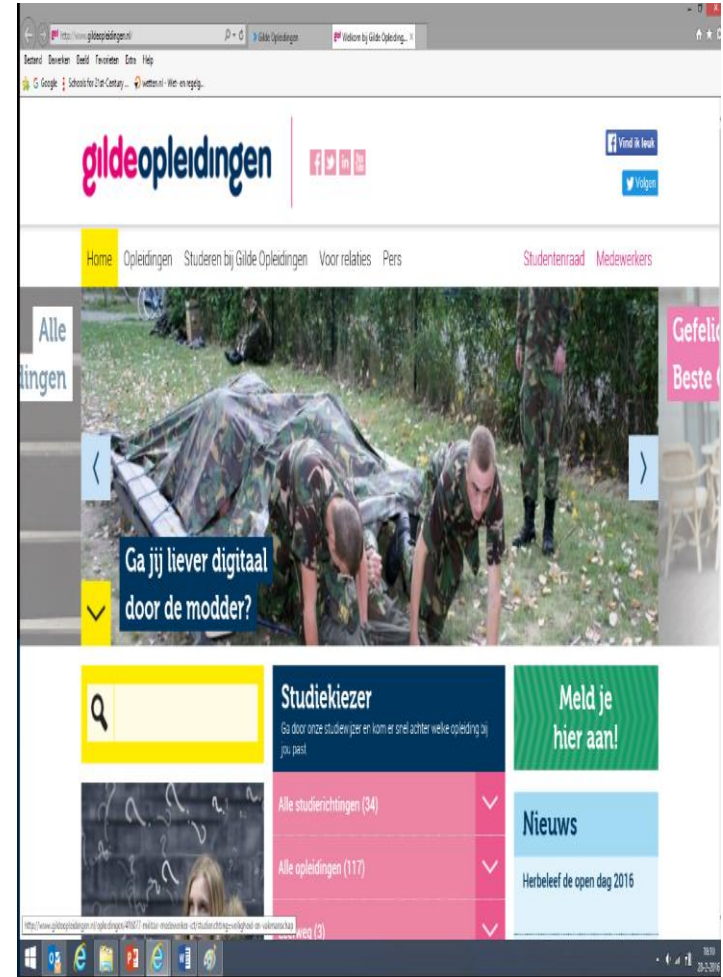 http://www.gildeopleidingen.nl/
Gilde Opleidingen
Welkom bij Gilde Opleiding...
Bestand Bewerken Beeld Favorieten Extra Help
Google
Schools for 21st-Century ...
wetten.nl - Wet- en regelg...
gildeopleidingen
Vind ik leuk
Volgen
Home Opleidingen Studeren bij Gilde Opleidingen Voor relaties Pers Studentenraad Medewerkers
Alle
dingen
Gefelic
Beste
Ga jij liever digitaal
door de modder?
Studiekiezer
Ga door onze studiewijzer en kom er snel achter welke opleiding bij
jou past
Alle studierichtingen (34)
Alle opleidingen (117)
Leerweg (3)
Meld je
hier aan!
Nieuws
Herbeleef de open dag 2016